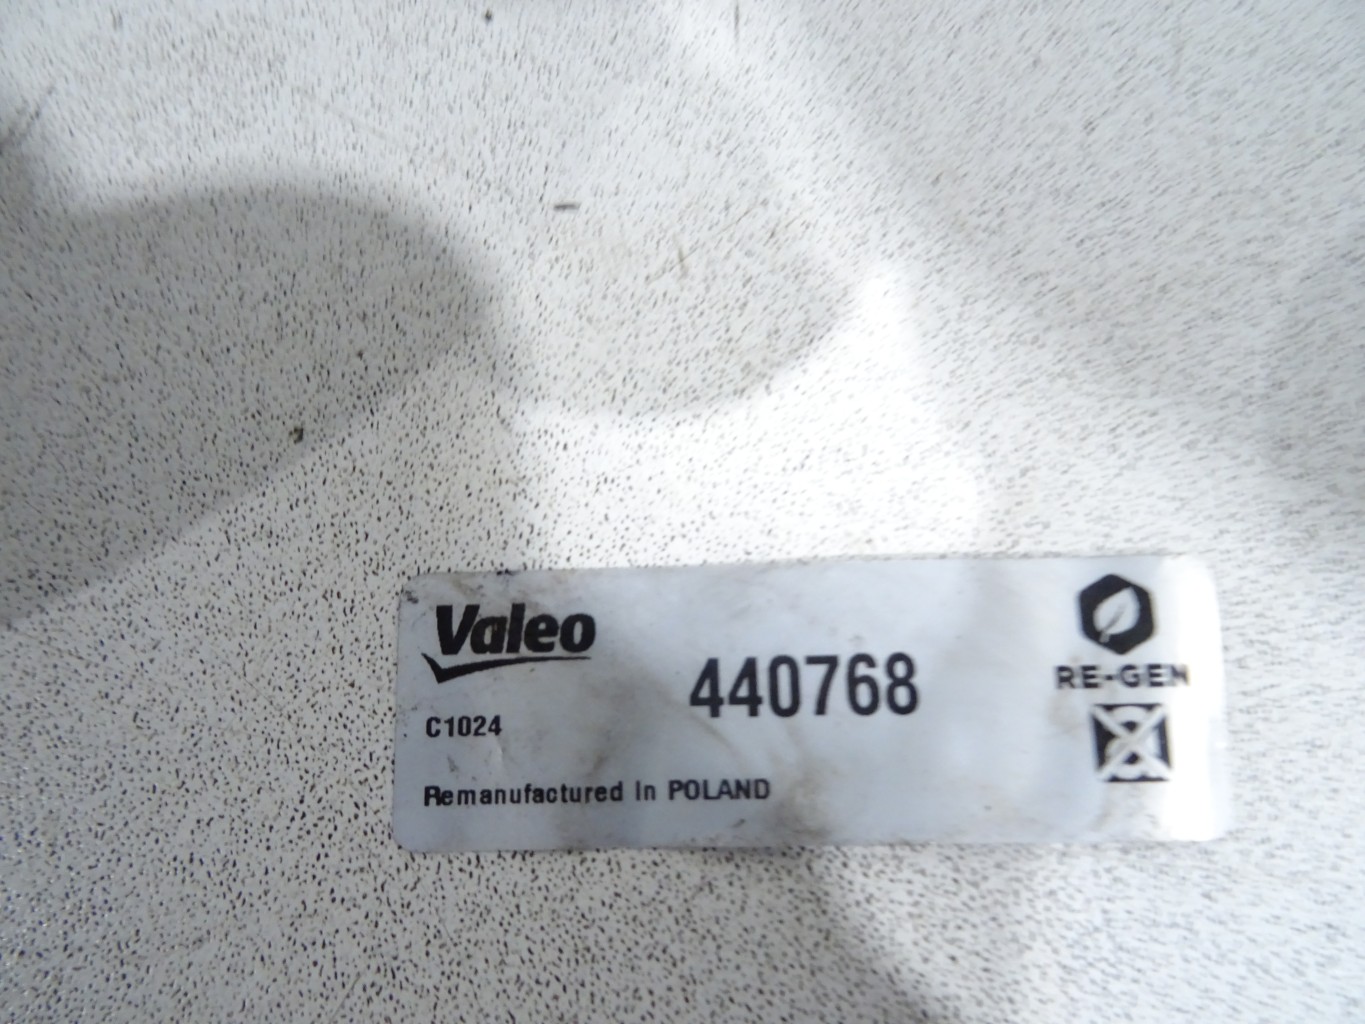 Valeo
440768
RE-GEN
C1024
Remanufactured In POLAND